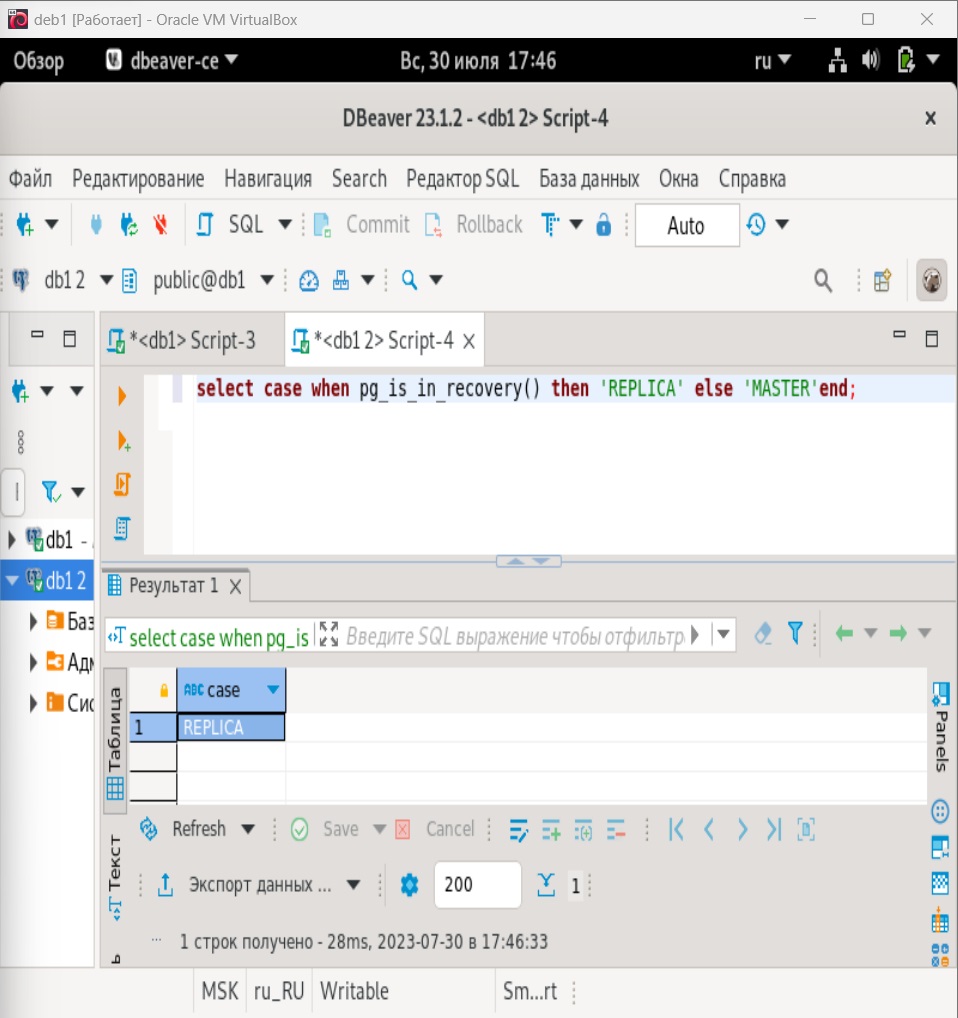 deb1 [Работает] - Oracle VM VirtualBox
Обзор dbeaver-ce Вс, 30 июля 17:46 ru
DBeaver 23.1.2 - <db1 2> Script-4 x
Файл Редактирование Навигация Search Редактор SQL База данных Окна Справка
SQL Commit Rollback Auto
db1 2 public@db1
*<db1> Script-3 *<db1 2> Script-4
select case when pg_is_in_recovery() then 'REPLICA' else 'MASTER'end;
db1 -
db1 2
Баз
Адм
Сис
Результат 1
select case when pg_is Введите SQL выражение чтобы отфильтр
Таблица
Текст
ABC case
1 REPLICA
Panels
Refresh Save Cancel
Экспорт данных ... 200 1
... 1 строк получено - 28ms, 2023-07-30 в 17:46:33
MSK ru_RU Writable Sm...rt